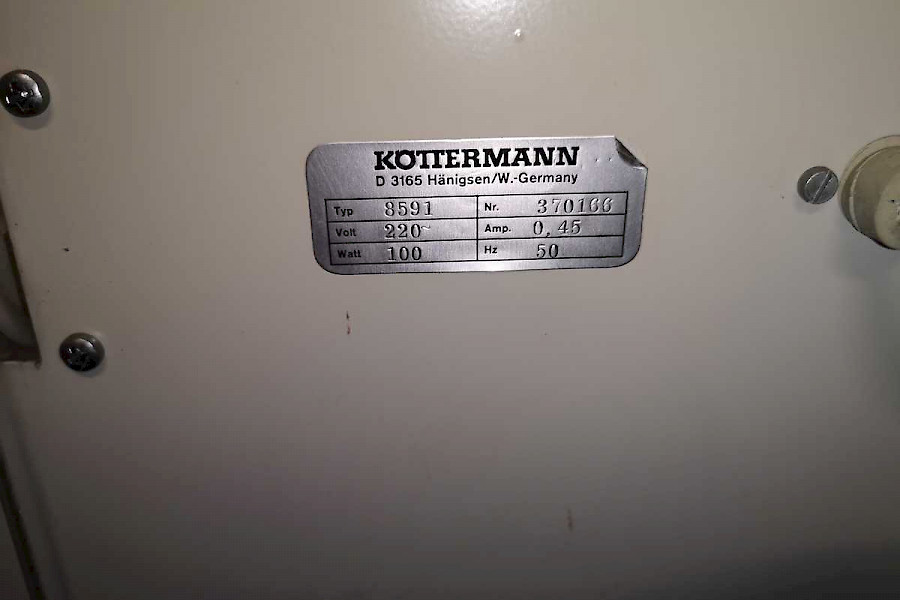 KÖTTERMANN
D 3165 Hänigsen/W.-Germany
Typ 8591 Nr. 370166
Volt 220~ Amp. 0,45
Watt 100 Hz 50